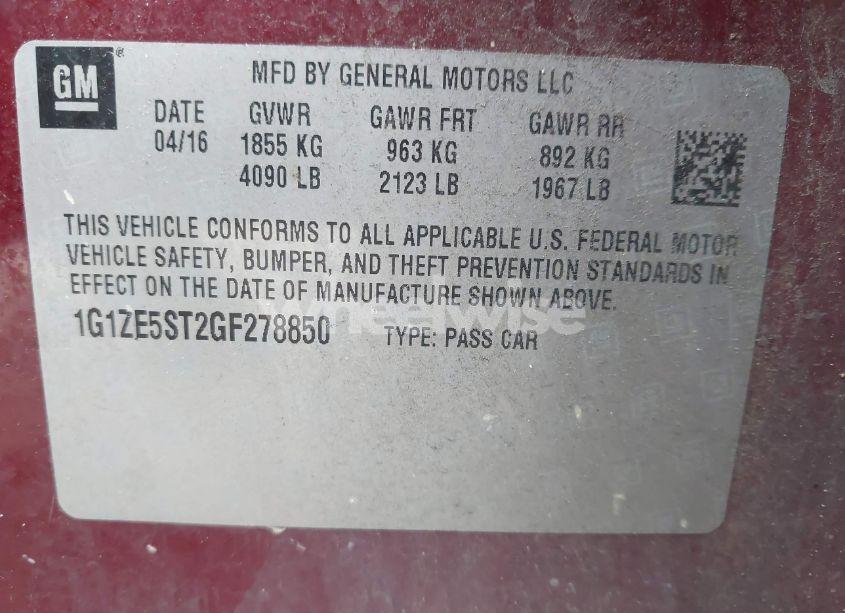 GM
MFD BY GENERAL MOTORS LLC
DATE GVWR GAWR FRT GAWR RR
04/16 1855 KG 963 KG 892 KG
4090 LB 2123 LB 1967 LB
THIS VEHICLE CONFORMS TO ALL APPLICABLE U.S. FEDERAL MOTOR
VEHICLE SAFETY, BUMPER, AND THEFT PREVENTION STANDARDS IN
EFFECT ON THE DATE OF MANUFACTURE SHOWN ABOVE.
1G1ZE5ST2GF278850 TYPE: PASS CAR
wheelwise